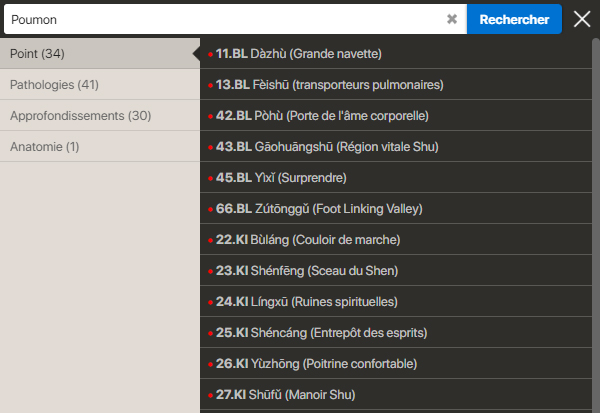 Poumon
Rechercher
Point (34)
Pathologies (41)
Approfondissements (30)
Anatomie (1)
11.BL Dàzhù (Grande navette)
13.BL Fèishū (transporteurs pulmonaires)
42.BL Pòhù (Porte de l'âme corporelle)
43.BL Gāohuāngshū (Région vitale Shu)
45.BL Yìxǐ (Surprendre)
66.BL Zútōnggǔ (Foot Linking Valley)
22.KI Bùláng (Couloir de marche)
23.KI Shénfēng (Sceau du Shen)
24.KI Língxū (Ruines spirituelles)
25.KI Shéncáng (Entrepôt des esprits)
26.KI Yùzhōng (Poitrine confortable)
27.KI Shūfǔ (Manoir Shu)